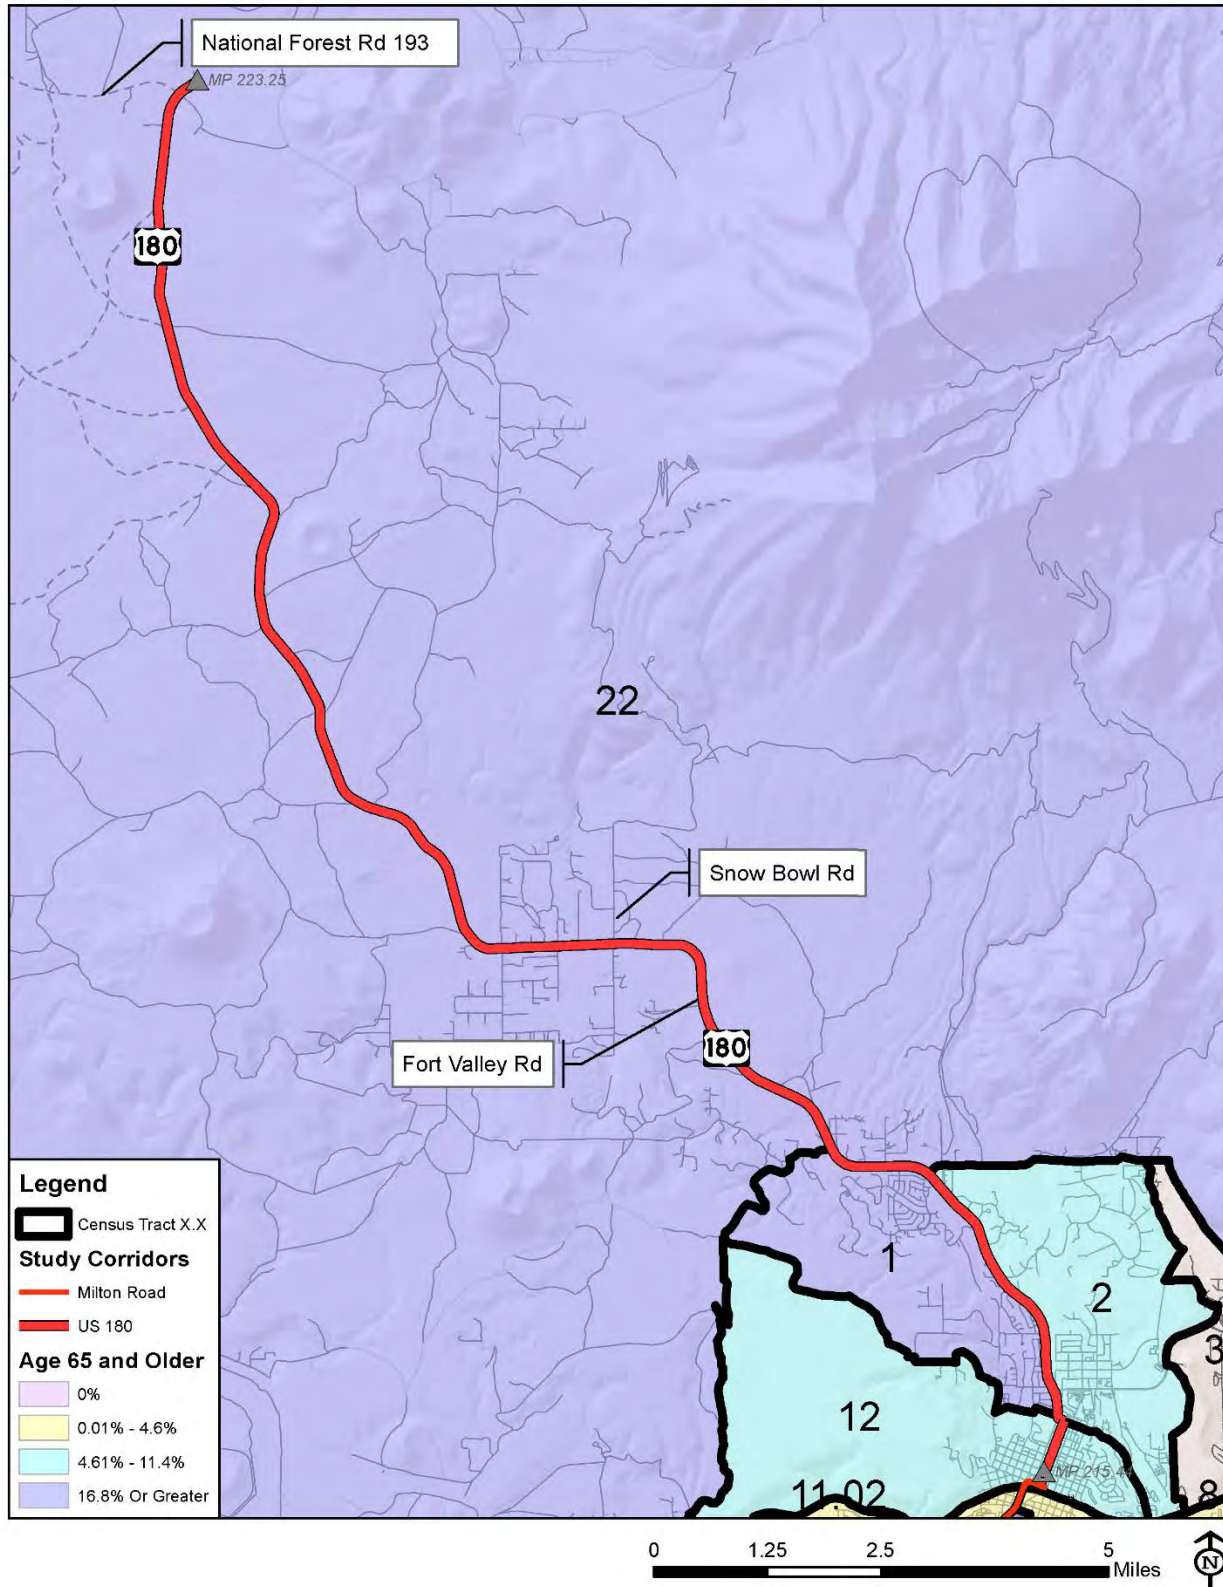 National Forest Rd 193
MP 223.25
180
22
Snow Bowl Rd
Fort Valley Rd
180
1
2
3
12
11.02
MP 215.44
8
Legend
Census Tract X.X
Study Corridors
Milton Road
US 180
Age 65 and Older
0%
0.01% - 4.6%
4.61% - 11.4%
16.8% Or Greater
0 1.25 2.5 5
Miles
N